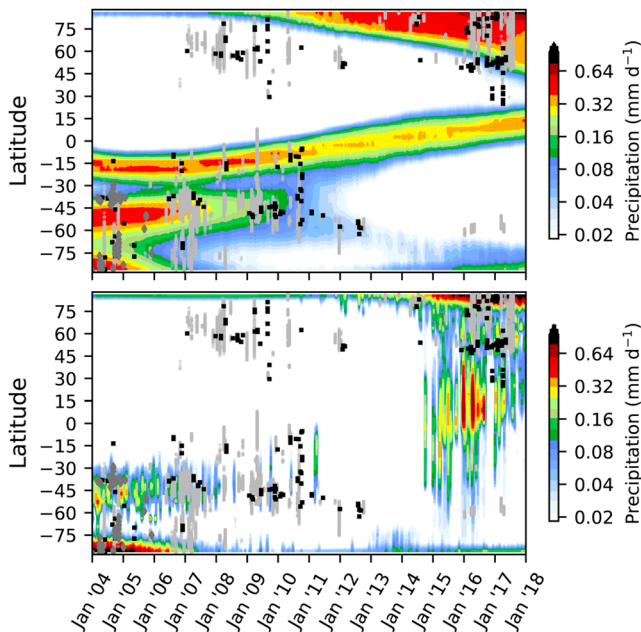 75
60
45
30
15
0
−15
−30
−45
−60
−75
Latitude
0.64
0.32
0.16
0.08
0.04
0.02
Precipitation (mm d⁻¹)
75
60
45
30
15
0
−15
−30
−45
−60
−75
Latitude
0.64
0.32
0.16
0.08
0.04
0.02
Precipitation (mm d⁻¹)
Jan '04
Jan '05
Jan '06
Jan '07
Jan '08
Jan '09
Jan '10
Jan '11
Jan '12
Jan '13
Jan '14
Jan '15
Jan '16
Jan '17
Jan '18